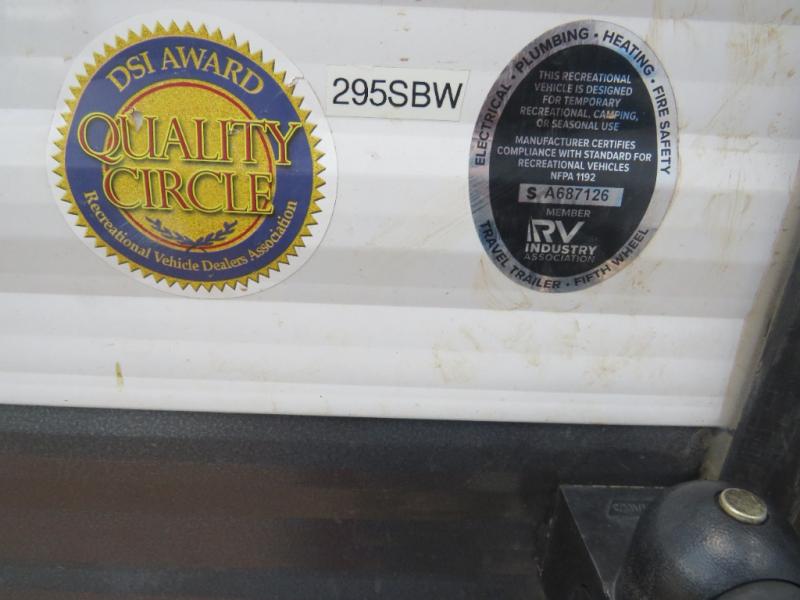 DSI AWARD
QUALITY
CIRCLE
Recreational Vehicle Dealers Association
295SBW
ELECTRICAL • PLUMBING • HEATING • FIRE SAFETY
THIS RECREATIONAL
VEHICLE IS DESIGNED
FOR TEMPORARY
RECREATIONAL, CAMPING,
OR SEASONAL USE
MANUFACTURER CERTIFIES
COMPLIANCE WITH STANDARD FOR
RECREATIONAL VEHICLES
NFPA 1192
S A687126
MEMBER
RV
INDUSTRY
ASSOCIATION
TRAVEL TRAILER • FIFTH WHEEL